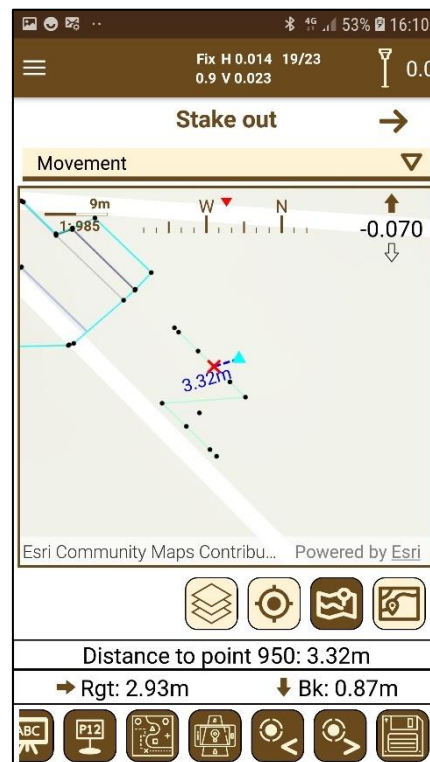 4G 53% 16:10
Fix H 0.014 19/23
0.9 V 0.023
0.0
Stake out
Movement
9m
1:985
W N
-0.070
3.32m
Esri Community Maps Contribu... Powered by Esri
Distance to point 950: 3.32m
Rgt: 2.93m Bk: 0.87m
ABC P12